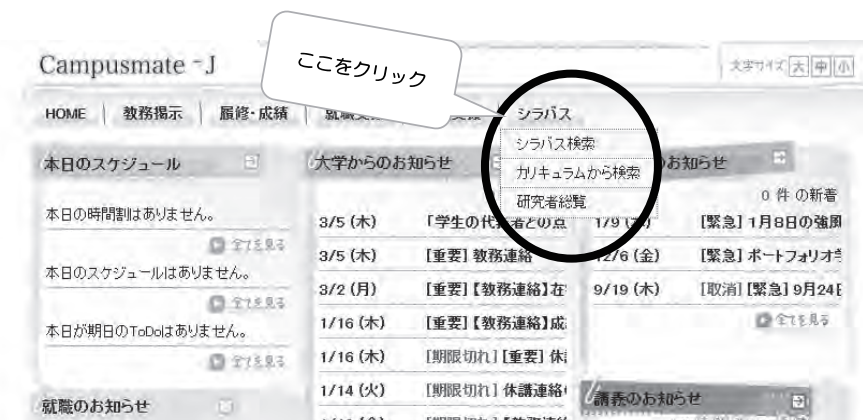 Campusmate-J
ここをクリック
文字サイズ 大 中 小
HOME 教務掲示 履修・成績 シラバス
シラバス検索
カリキュラムから検索
研究者総覧
本日のスケジュール
本日の時間割はありません。
全てを見る
本日のスケジュールはありません。
全てを見る
本日が期日のToDoはありません。
全てを見る
就職のお知らせ
大学からのお知らせ
3/5 (木) 「学生の代
3/5 (木) [重要] 教務連絡
3/2 (月) [重要]【教務連絡】在
1/16 (木) [重要]【教務連絡】成
1/16 (木) [期限切れ] [重要] 休
1/14 (火) [期限切れ] 休講連絡
お知らせ
0 件 の新着
1/9 [緊急] 1月8日の強風
12/6 (金) [緊急] ポートフォリオ
9/19 (木) [取消] [緊急] 9月24日
全てを見る
講義のお知らせ